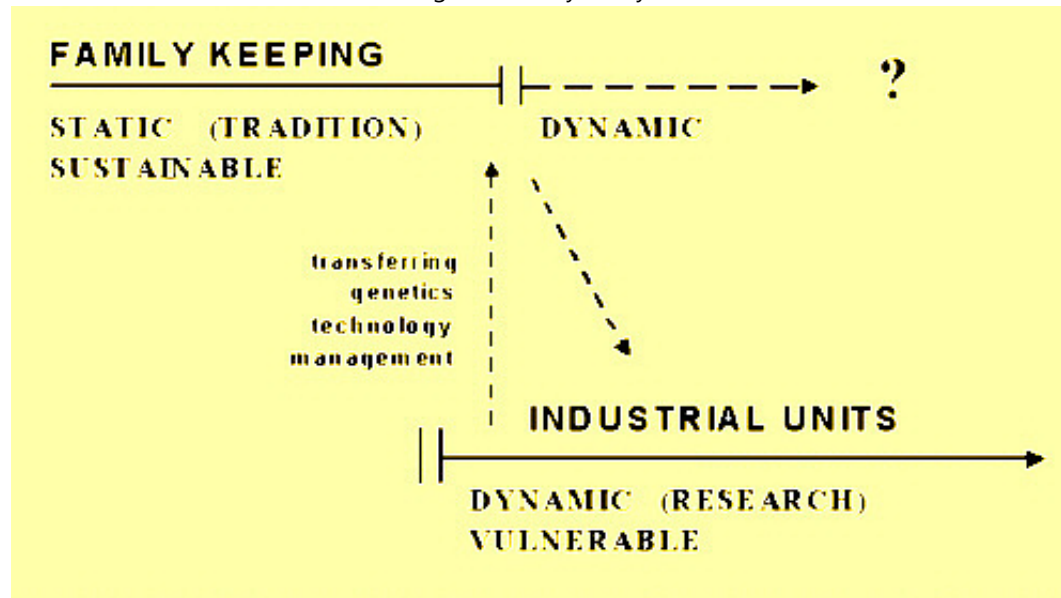 FAMILY KEEPING
?
STATIC (TRADITION)
DYNAMIC
SUSTAINABLE
transferring
genetics
technology
management
INDUSTRIAL UNITS
DYNAMIC (RESEARCH)
VULNERABLE